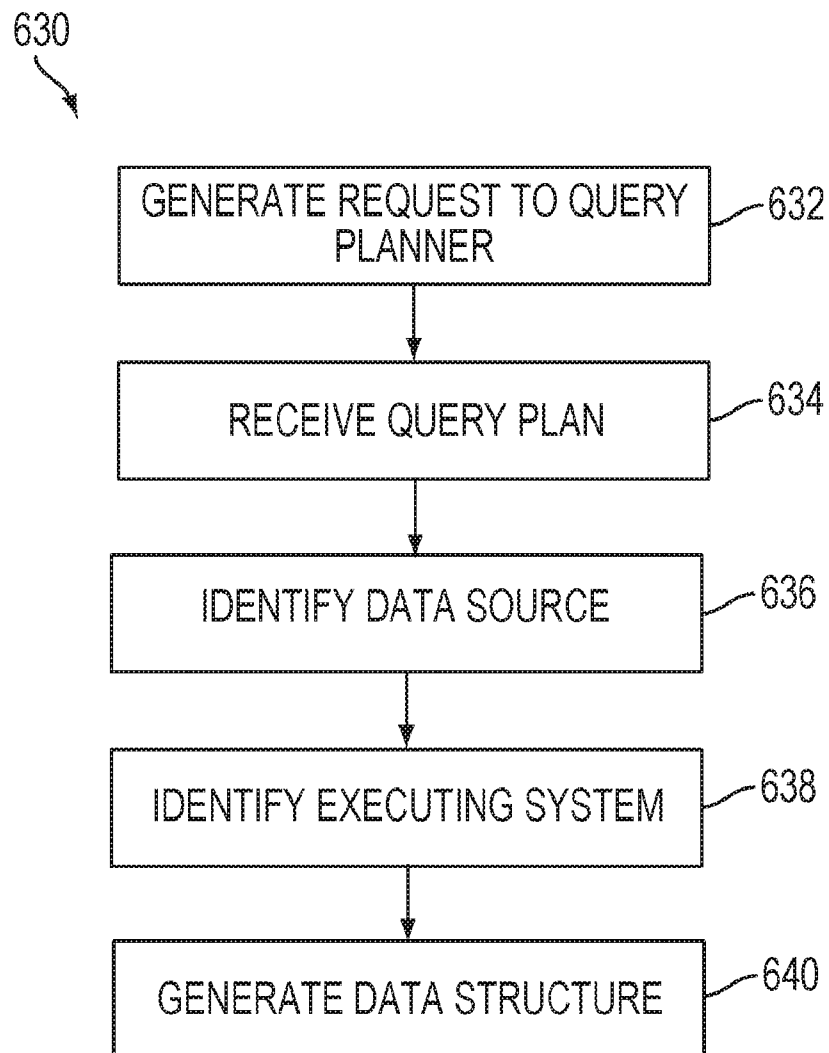 630
GENERATE REQUEST TO QUERY
PLANNER
632
RECEIVE QUERY PLAN
634
IDENTIFY DATA SOURCE
636
IDENTIFY EXECUTING SYSTEM
638
GENERATE DATA STRUCTURE
640